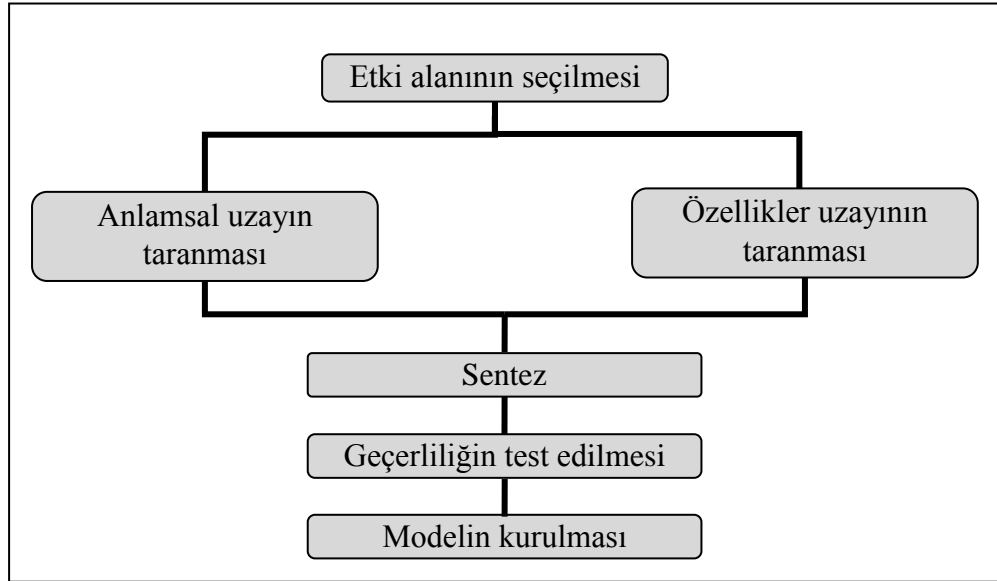 Etki alanının seçilmesi
Anlamsal uzayın
taranması
Özellikler uzayının
taranması
Sentez
Geçerliliğin test edilmesi
Modelin kurulması